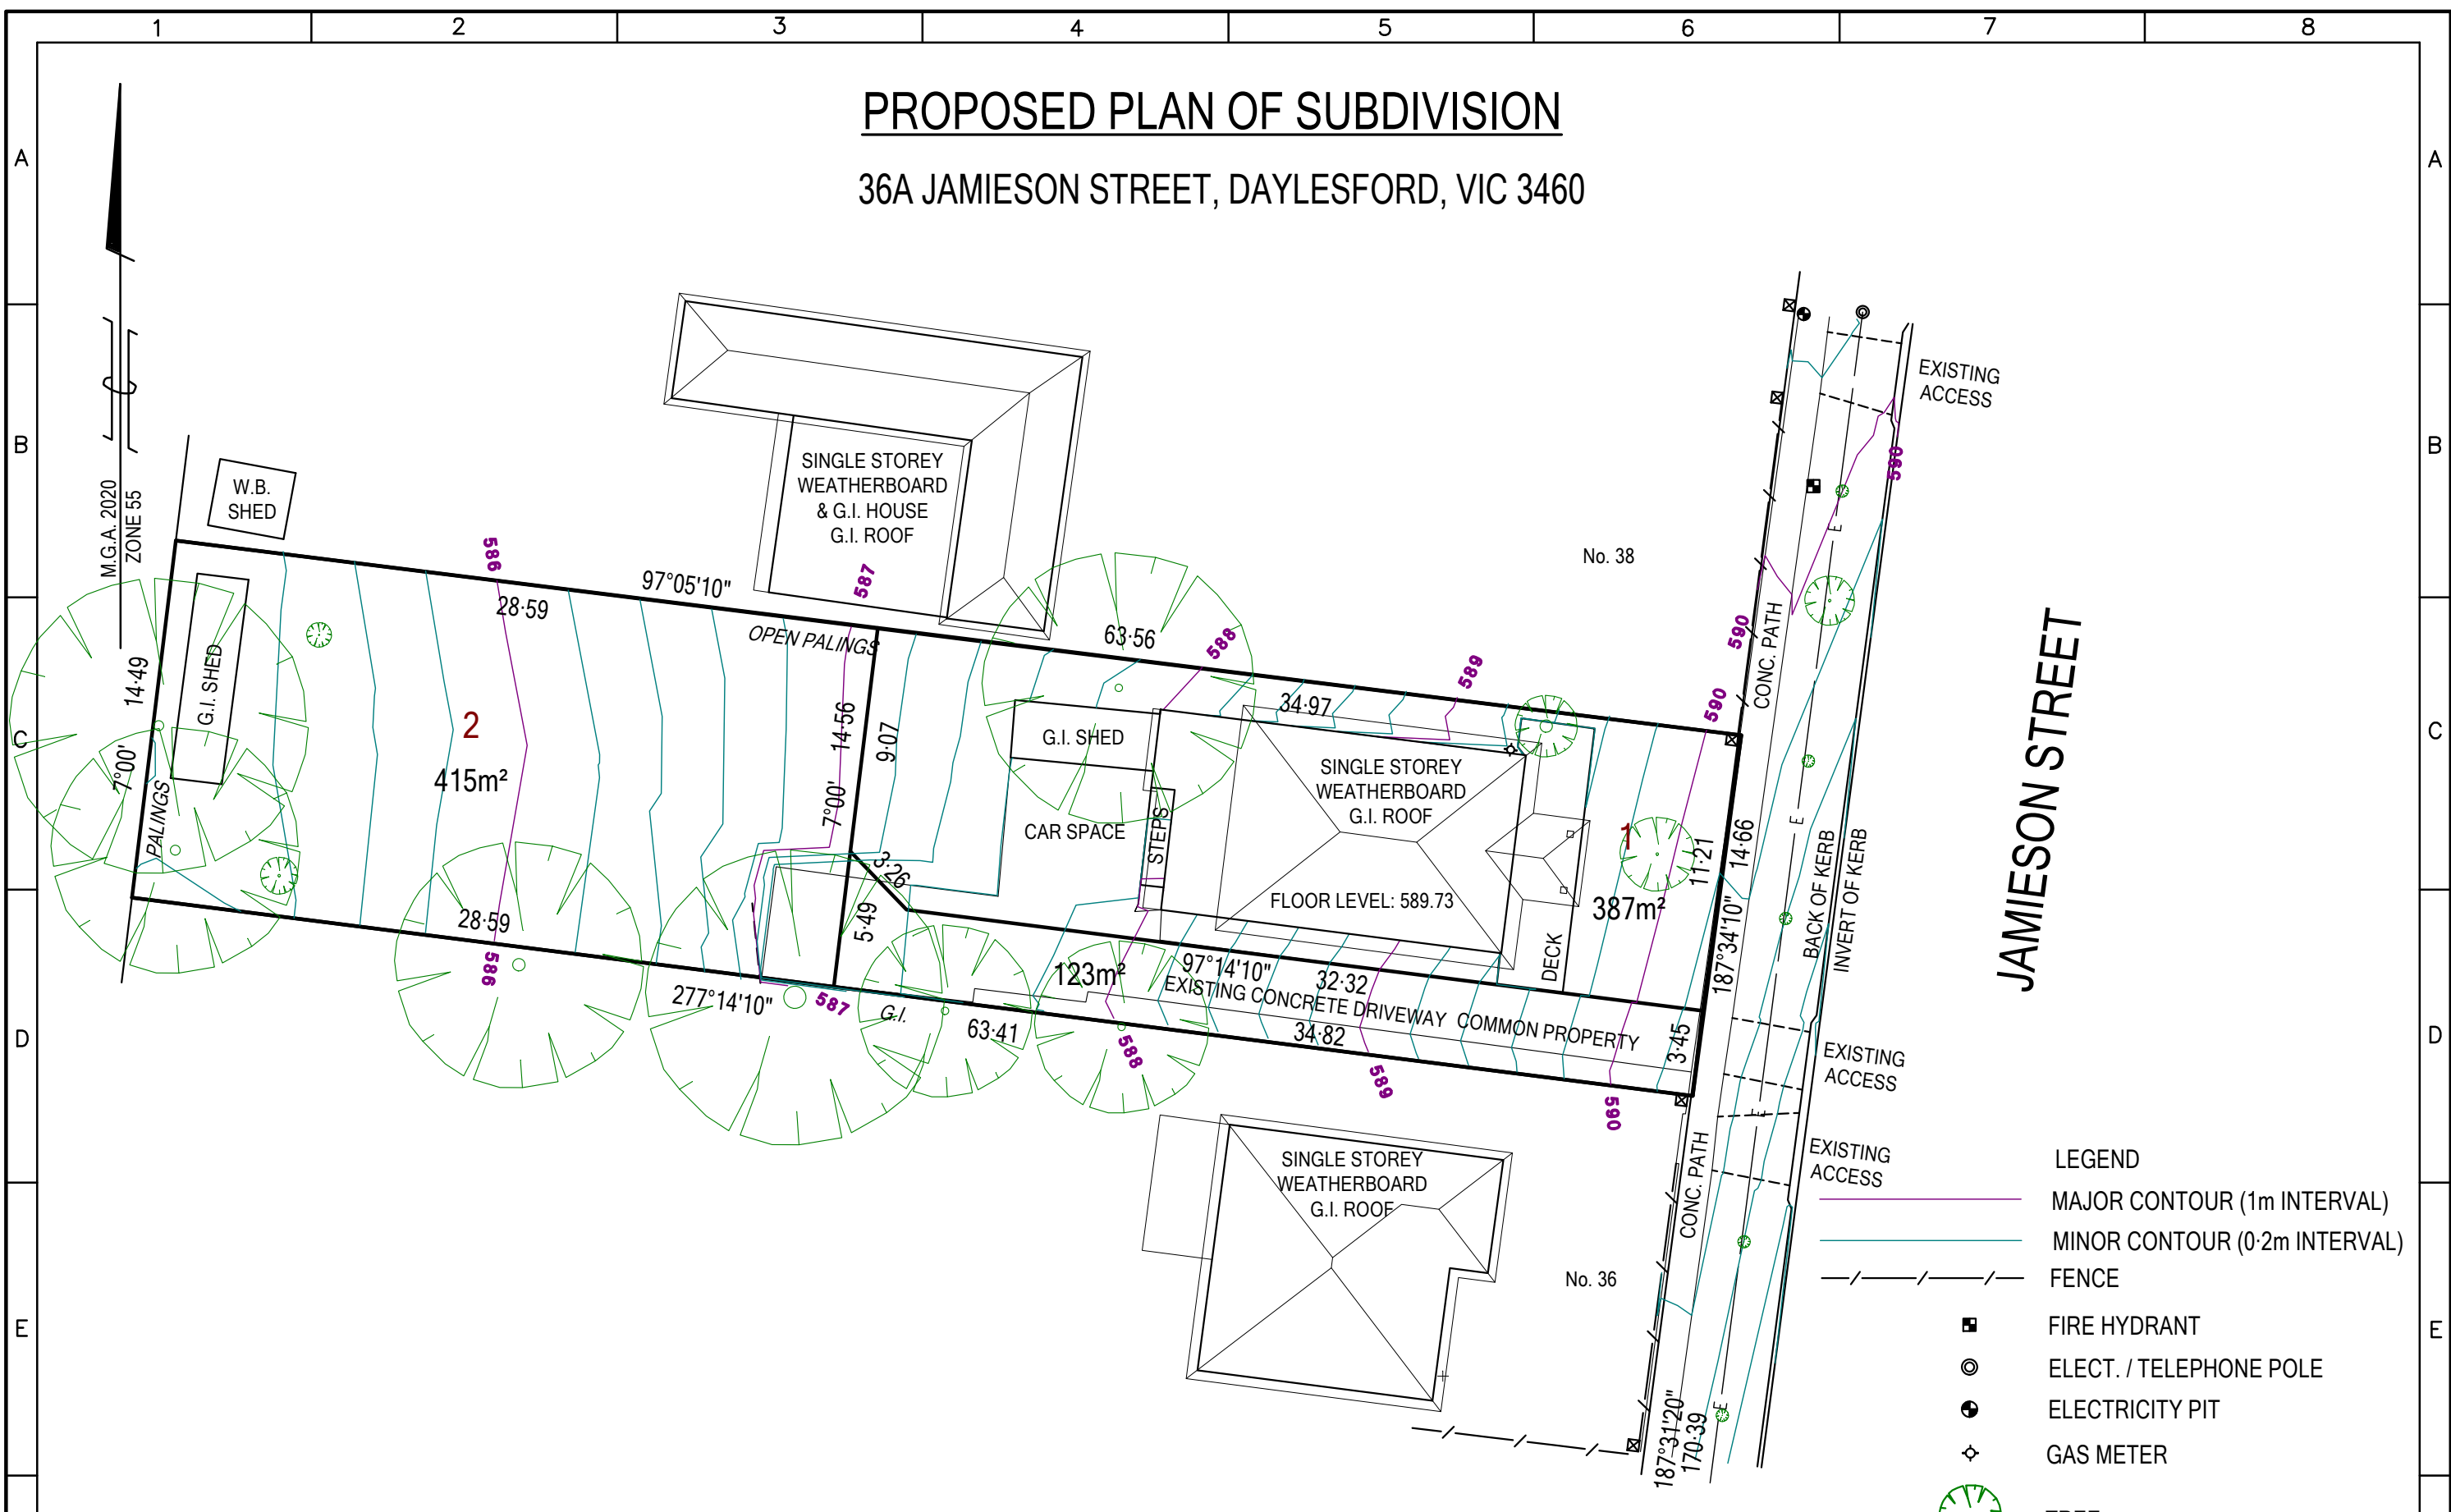 1 2 3 4 5 6 7 8
PROPOSED PLAN OF SUBDIVISION
36A JAMIESON STREET, DAYLESFORD, VIC 3460
A
A
B
B
C
C
D
D
E
E
M.G.A. 2020
ZONE 55
W.B.
SHED
SINGLE STOREY
WEATHERBOARD
& G.I. HOUSE
G.I. ROOF
EXISTING
ACCESS
590
No. 38
586
97°05'10"
28·59
587
OPEN PALINGS
63·56
588
589
590
590
CONC. PATH
E
JAMIESON STREET
14·49
7°00'
G.I. SHED
PALINGS
2
415m²
14·56
7°00'
9·07
G.I. SHED
34·97
SINGLE STOREY
WEATHERBOARD
G.I. ROOF
CAR SPACE
STEPS
FLOOR LEVEL: 589.73
1
387m²
11·21
14·66
187°34'10"
E
BACK OF KERB
INVERT OF KERB
3·26
5·49
28·59
586
277°14'10"
587
G.I.
63·41
123m²
97°14'10"
32·32
DECK
EXISTING CONCRETE DRIVEWAY
COMMON PROPERTY
34·82
3·45
588
589
590
EXISTING
ACCESS
E
EXISTING
ACCESS
SINGLE STOREY
WEATHERBOARD
G.I. ROOF
No. 36
CONC. PATH
187°31'20"
170·39
E
LEGEND
MAJOR CONTOUR (1m INTERVAL)
MINOR CONTOUR (0·2m INTERVAL)
FENCE
FIRE HYDRANT
ELECT. / TELEPHONE POLE
ELECTRICITY PIT
GAS METER